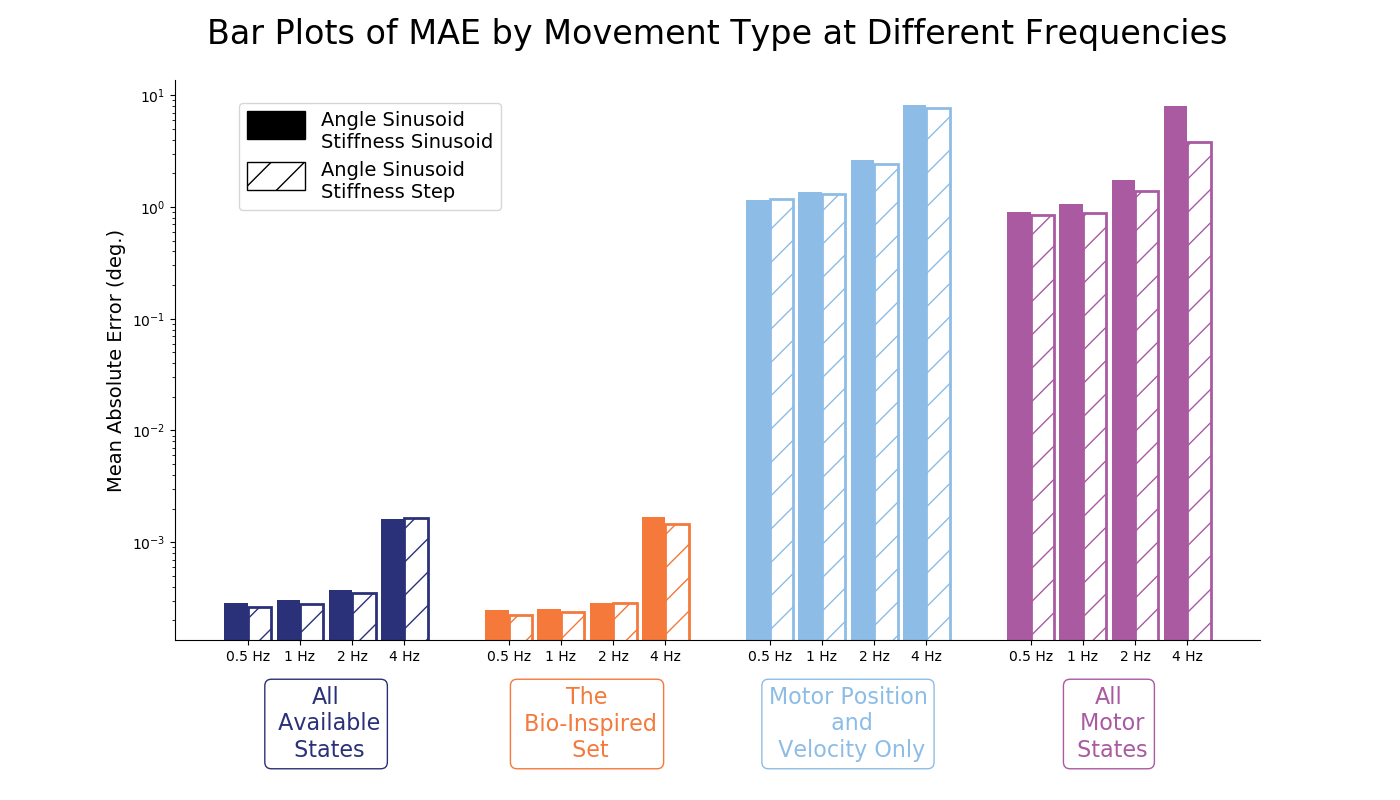 Bar Plots of MAE by Movement Type at Different Frequencies
Angle Sinusoid
Stiffness Sinusoid
Angle Sinusoid
Stiffness Step
Mean Absolute Error (deg.)
10¹
10⁰
10⁻¹
10⁻²
10⁻³
0.5 Hz 1 Hz 2 Hz 4 Hz 0.5 Hz 1 Hz 2 Hz 4 Hz 0.5 Hz 1 Hz 2 Hz 4 Hz 0.5 Hz 1 Hz 2 Hz 4 Hz
All
Available
States
The
Bio-Inspired
Set
Motor Position
and
Velocity Only
All
Motor
States